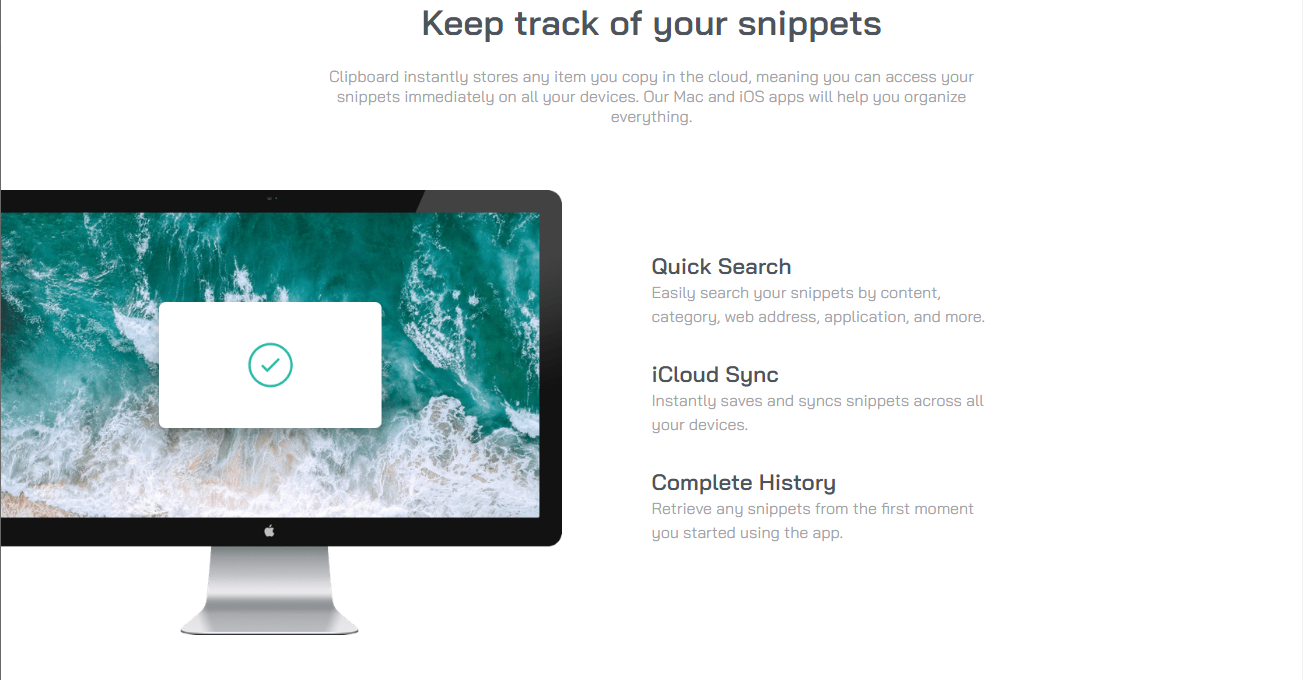 Keep track of your snippets
Clipboard instantly stores any item you copy in the cloud, meaning you can access your
snippets immediately on all your devices. Our Mac and iOS apps will help you organize
everything.
Quick Search
Easily search your snippets by content,
category, web address, application, and more.
iCloud Sync
Instantly saves and syncs snippets across all
your devices.
Complete History
Retrieve any snippets from the first moment
you started using the app.